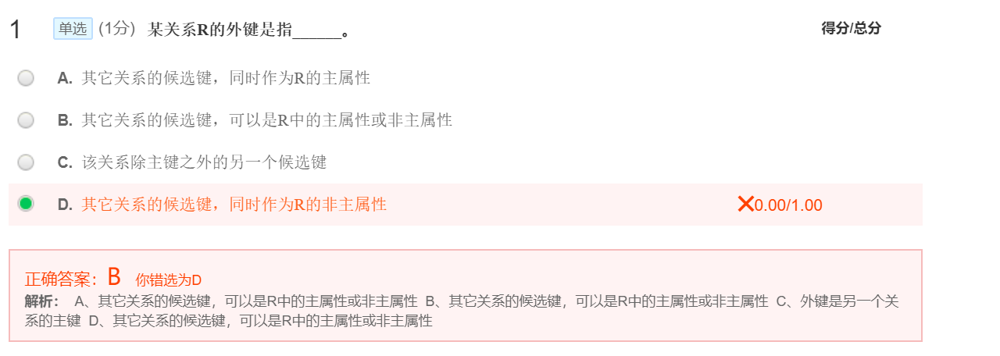 1 单选 (1分) 某关系R的外键是指______。 得分/总分
A. 其它关系的候选键，同时作为R的主属性
B. 其它关系的候选键，可以是R中的主属性或非主属性
C. 该关系除主键之外的另一个候选键
D. 其它关系的候选键，同时作为R的非主属性 ✕0.00/1.00
正确答案：B 你错选为D
解析： A、其它关系的候选键，可以是R中的主属性或非主属性 B、其它关系的候选键，可以是R中的主属性或非主属性 C、外键是另一个关
系的主键 D、其它关系的候选键，可以是R中的主属性或非主属性